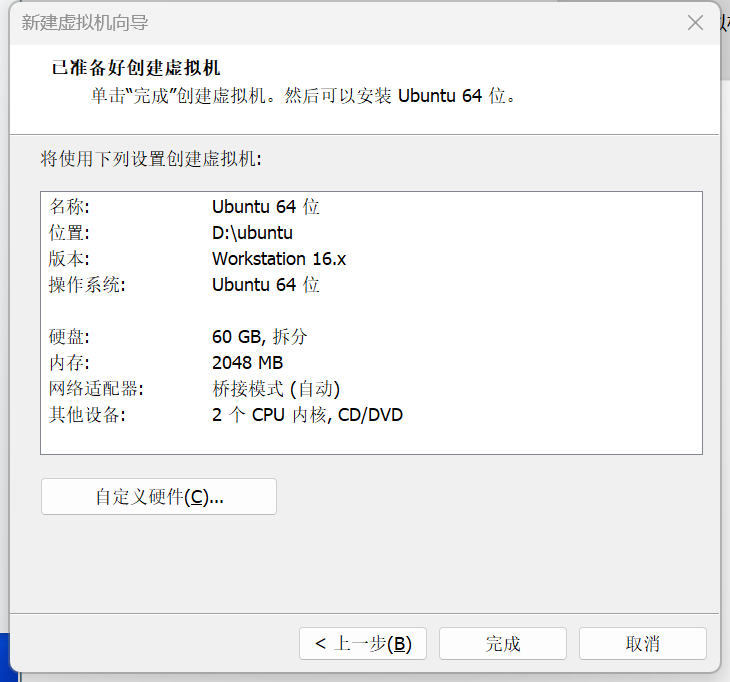 新建虚拟机向导
已准备好创建虚拟机
单击“完成”创建虚拟机。然后可以安装 Ubuntu 64 位。
将使用下列设置创建虚拟机:
名称: Ubuntu 64 位
位置: D:\ubuntu
版本: Workstation 16.x
操作系统: Ubuntu 64 位
硬盘: 60 GB, 拆分
内存: 2048 MB
网络适配器: 桥接模式 (自动)
其他设备: 2 个 CPU 内核, CD/DVD
自定义硬件(C)...
< 上一步(B) 完成 取消